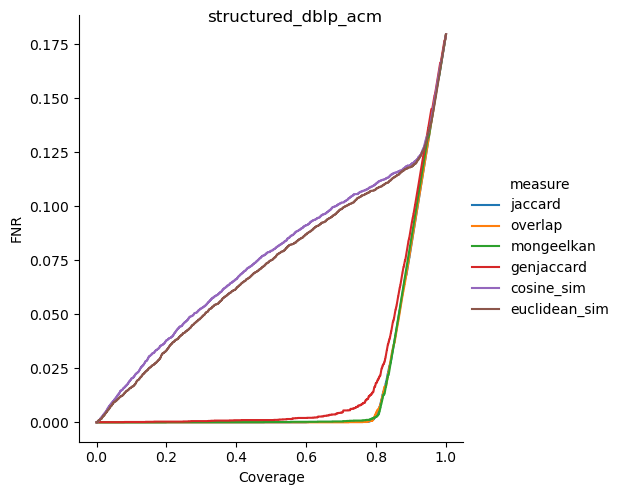 structured_dblp_acm
0.175
0.150
0.125
0.100
0.075
0.050
0.025
0.000
FNR
0.0 0.2 0.4 0.6 0.8 1.0
Coverage
measure
jaccard
overlap
mongeelkan
genjaccard
cosine_sim
euclidean_sim